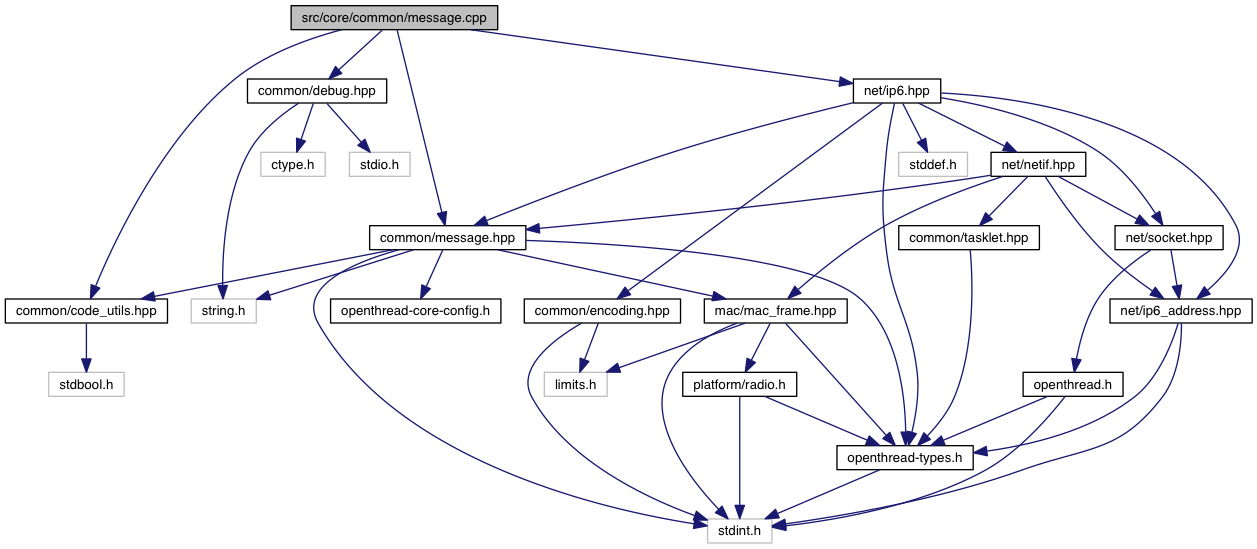 src/core/common/message.cpp
common/debug.hpp
net/ip6.hpp
ctype.h
stdio.h
stddef.h
net/netif.hpp
common/message.hpp
common/tasklet.hpp
net/socket.hpp
common/code_utils.hpp
string.h
openthread-core-config.h
common/encoding.hpp
mac/mac_frame.hpp
net/ip6_address.hpp
stdbool.h
limits.h
platform/radio.h
openthread.h
openthread-types.h
stdint.h